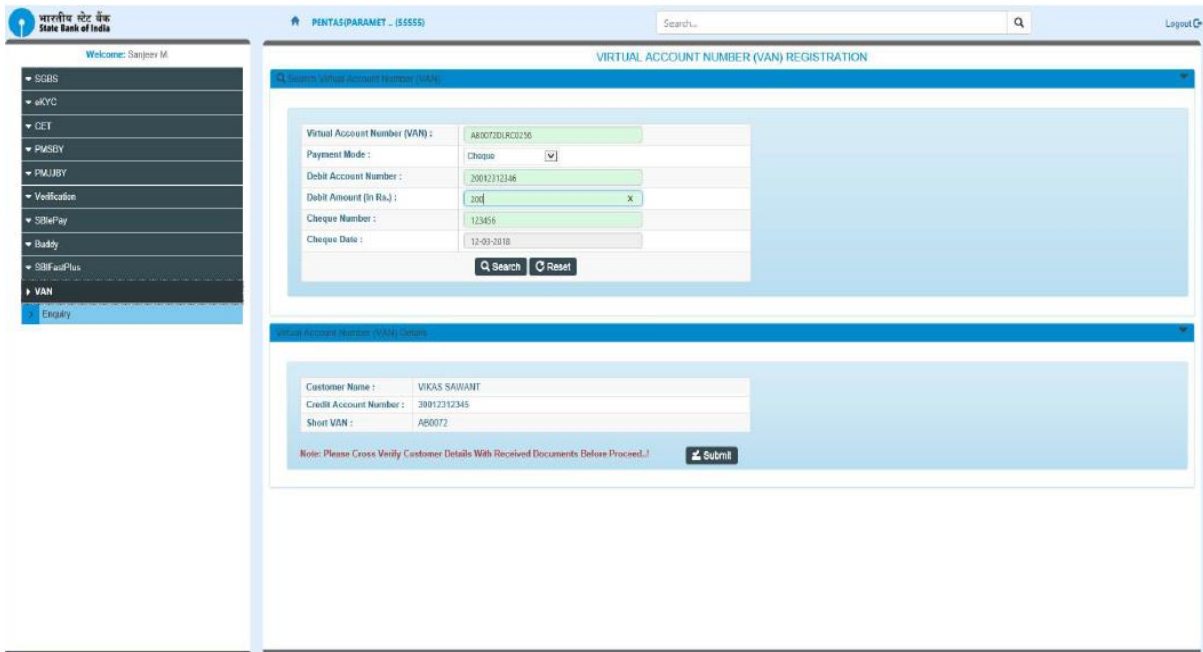 भारतीय स्टेट बैंक
State Bank of India
PENTAS(PARAMET .. (55555)
Search...
Logout
Welcome: Sanjeev M
VIRTUAL ACCOUNT NUMBER (VAN) REGISTRATION
SGBS
eKYC
CET
PMSBY
PMJJBY
Verification
SBIePay
Buddy
SBIFastPlus
VAN
Enquiry
Search Virtual Account Number (VAN)
Virtual Account Number (VAN) : AB0072DLRC0256
Payment Mode : Cheque
Debit Account Number : 20012312346
Debit Amount (In Rs.) : 200 X
Cheque Number : 123456
Cheque Date : 12-03-2018
Search Reset
Virtual Account Number (VAN) Details
Customer Name : VIKAS SAWANT
Credit Account Number : 30012312345
Short VAN : AB0072
Note: Please Cross Verify Customer Details With Received Documents Before Proceed..! Submit